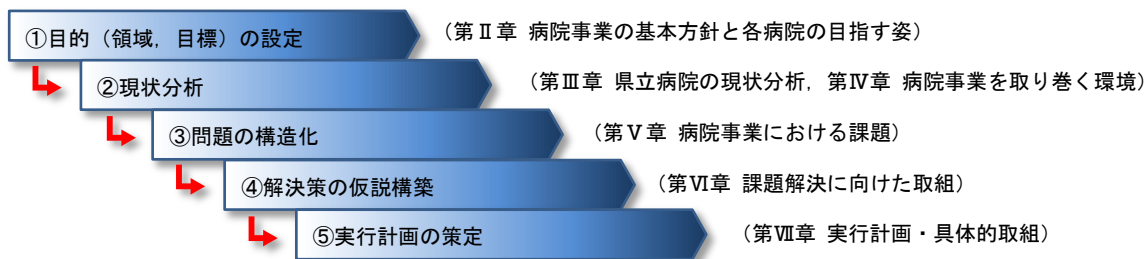 ①目的（領域，目標）の設定 （第Ⅱ章 病院事業の基本方針と各病院の目指す姿）
②現状分析 （第Ⅲ章 県立病院の現状分析，第Ⅳ章 病院事業を取り巻く環境）
③問題の構造化 （第Ⅴ章 病院事業における課題）
④解決策の仮説構築 （第Ⅵ章 課題解決に向けた取組）
⑤実行計画の策定 （第Ⅶ章 実行計画・具体的取組）